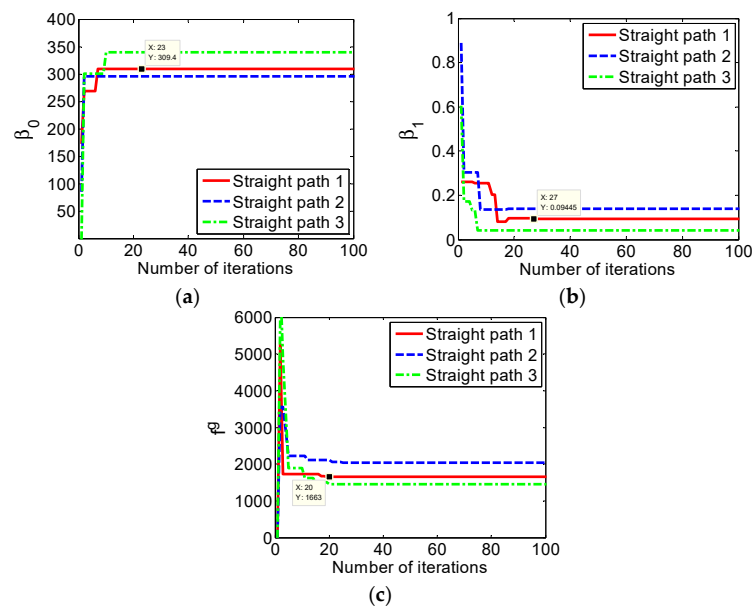 400
350
300
250
200
150
100
50
β0
X: 23
Y: 309.4
Straight path 1
Straight path 2
Straight path 3
0 20 40 60 80 100
Number of iterations
(a)
1
0.8
0.6
0.4
0.2
0
β1
Straight path 1
Straight path 2
Straight path 3
X: 27
Y: 0.09445
0 20 40 60 80 100
Number of iterations
(b)
6000
5000
4000
3000
2000
1000
0
fg
Straight path 1
Straight path 2
Straight path 3
X: 20
Y: 1663
0 20 40 60 80 100
Number of iterations
(c)